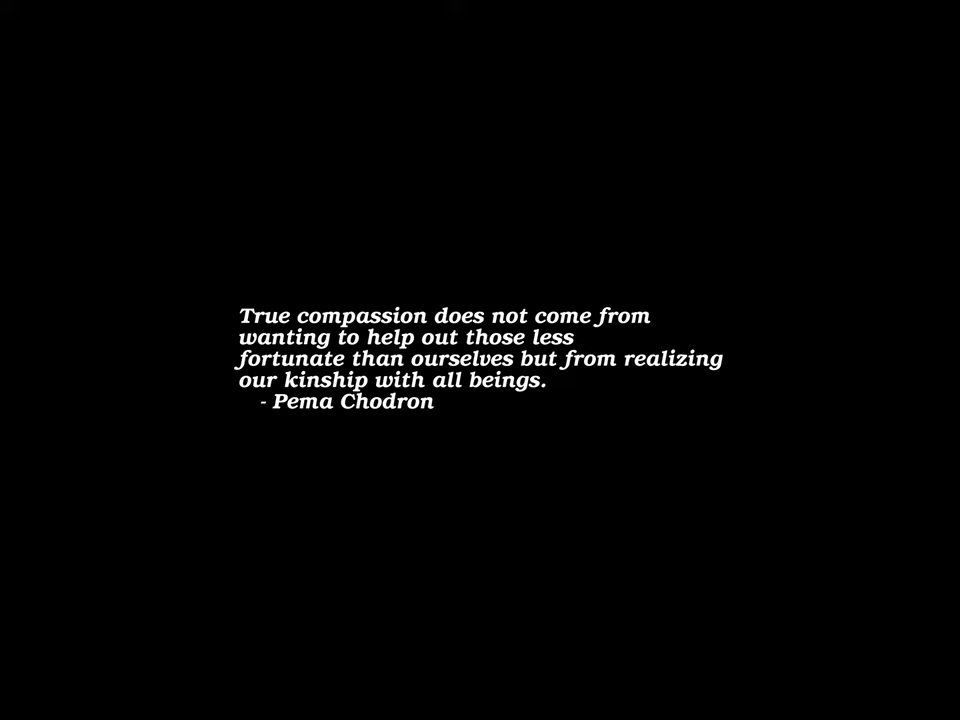 True compassion does not come from
wanting to help out those less
fortunate than ourselves but from realizing
our kinship with all beings.
- Pema Chodron